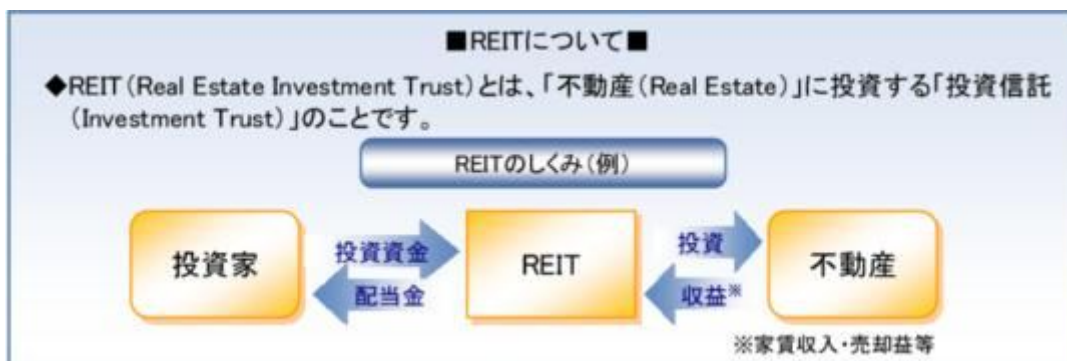 ■REITについて■
◆REIT(Real Estate Investment Trust)とは、「不動産(Real Estate)」に投資する「投資信託
(Investment Trust)」のことです。
REITのしくみ(例)
投資家
投資資金
配当金
REIT
投資
収益※
不動産
※家賃収入・売却益等